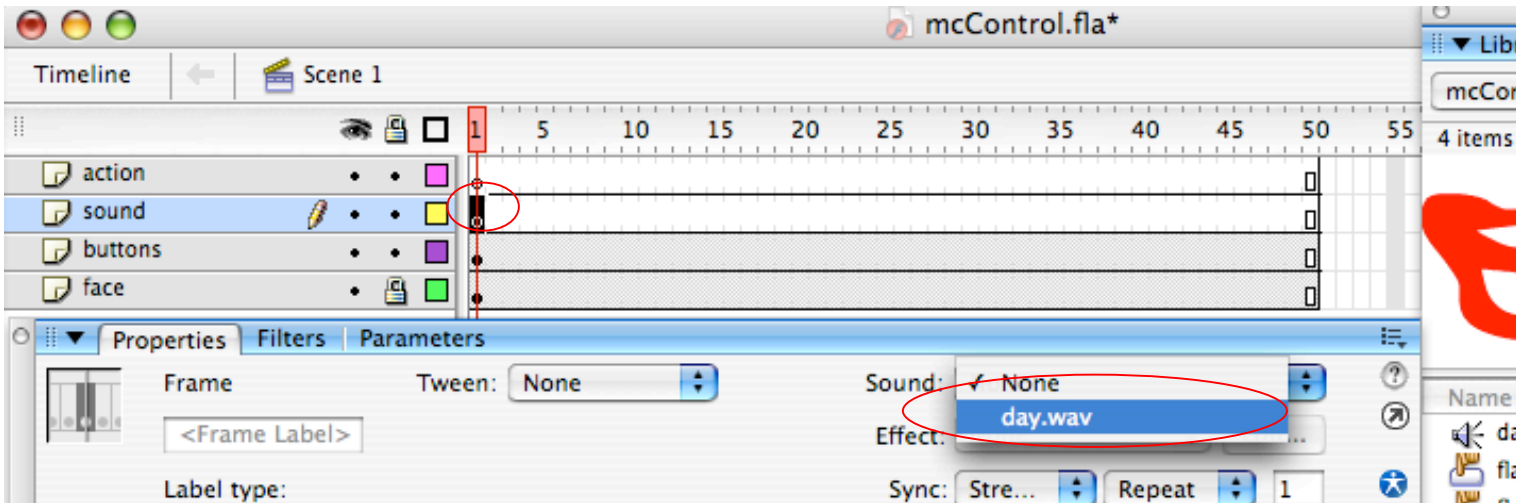 mcControl.fla*
Timeline Scene 1
1 5 10 15 20 25 30 35 40 45 50 55
action
sound
buttons
face
Properties Filters Parameters
Frame Tween: None Sound: ✓ None
day.wav
<Frame Label> Effect:
Label type: Sync: Stre... Repeat 1
4 items
Name